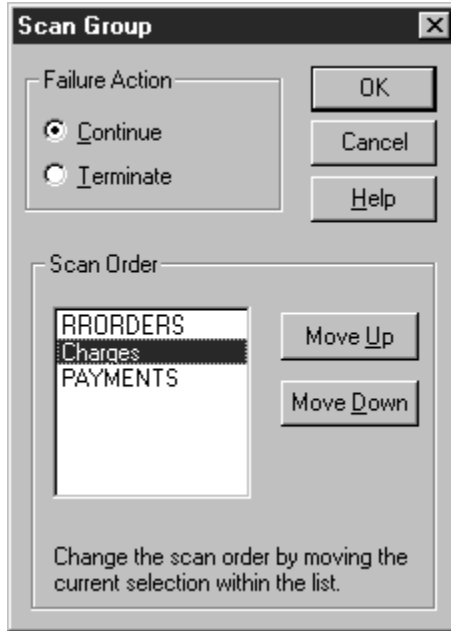 Scan Group
Failure Action
Continue
Terminate
OK
Cancel
Help
Scan Order
RRORDERS
Charges
PAYMENTS
Move Up
Move Down
Change the scan order by moving the
current selection within the list.